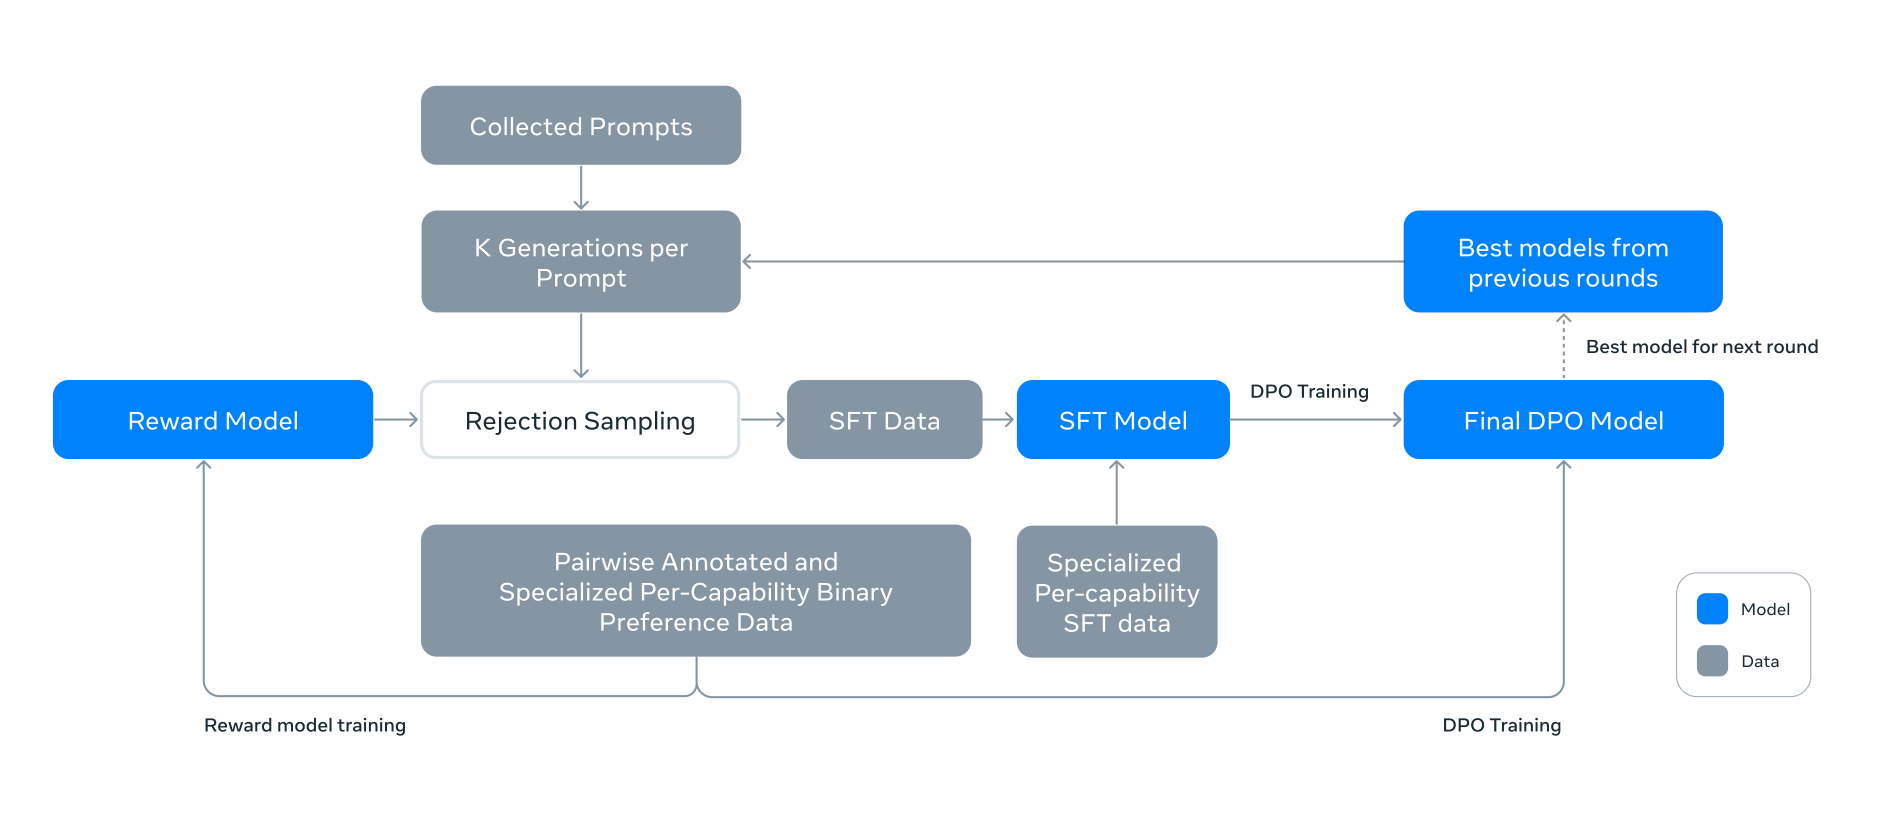 Collected Prompts
K Generations per
Prompt
Best models from
previous rounds
Best model for next round
Reward Model
Rejection Sampling
SFT Data
SFT Model
DPO Training
Final DPO Model
Pairwise Annotated and
Specialized Per-Capability Binary
Preference Data
Specialized
Per-capability
SFT data
Model
Data
Reward model training
DPO Training